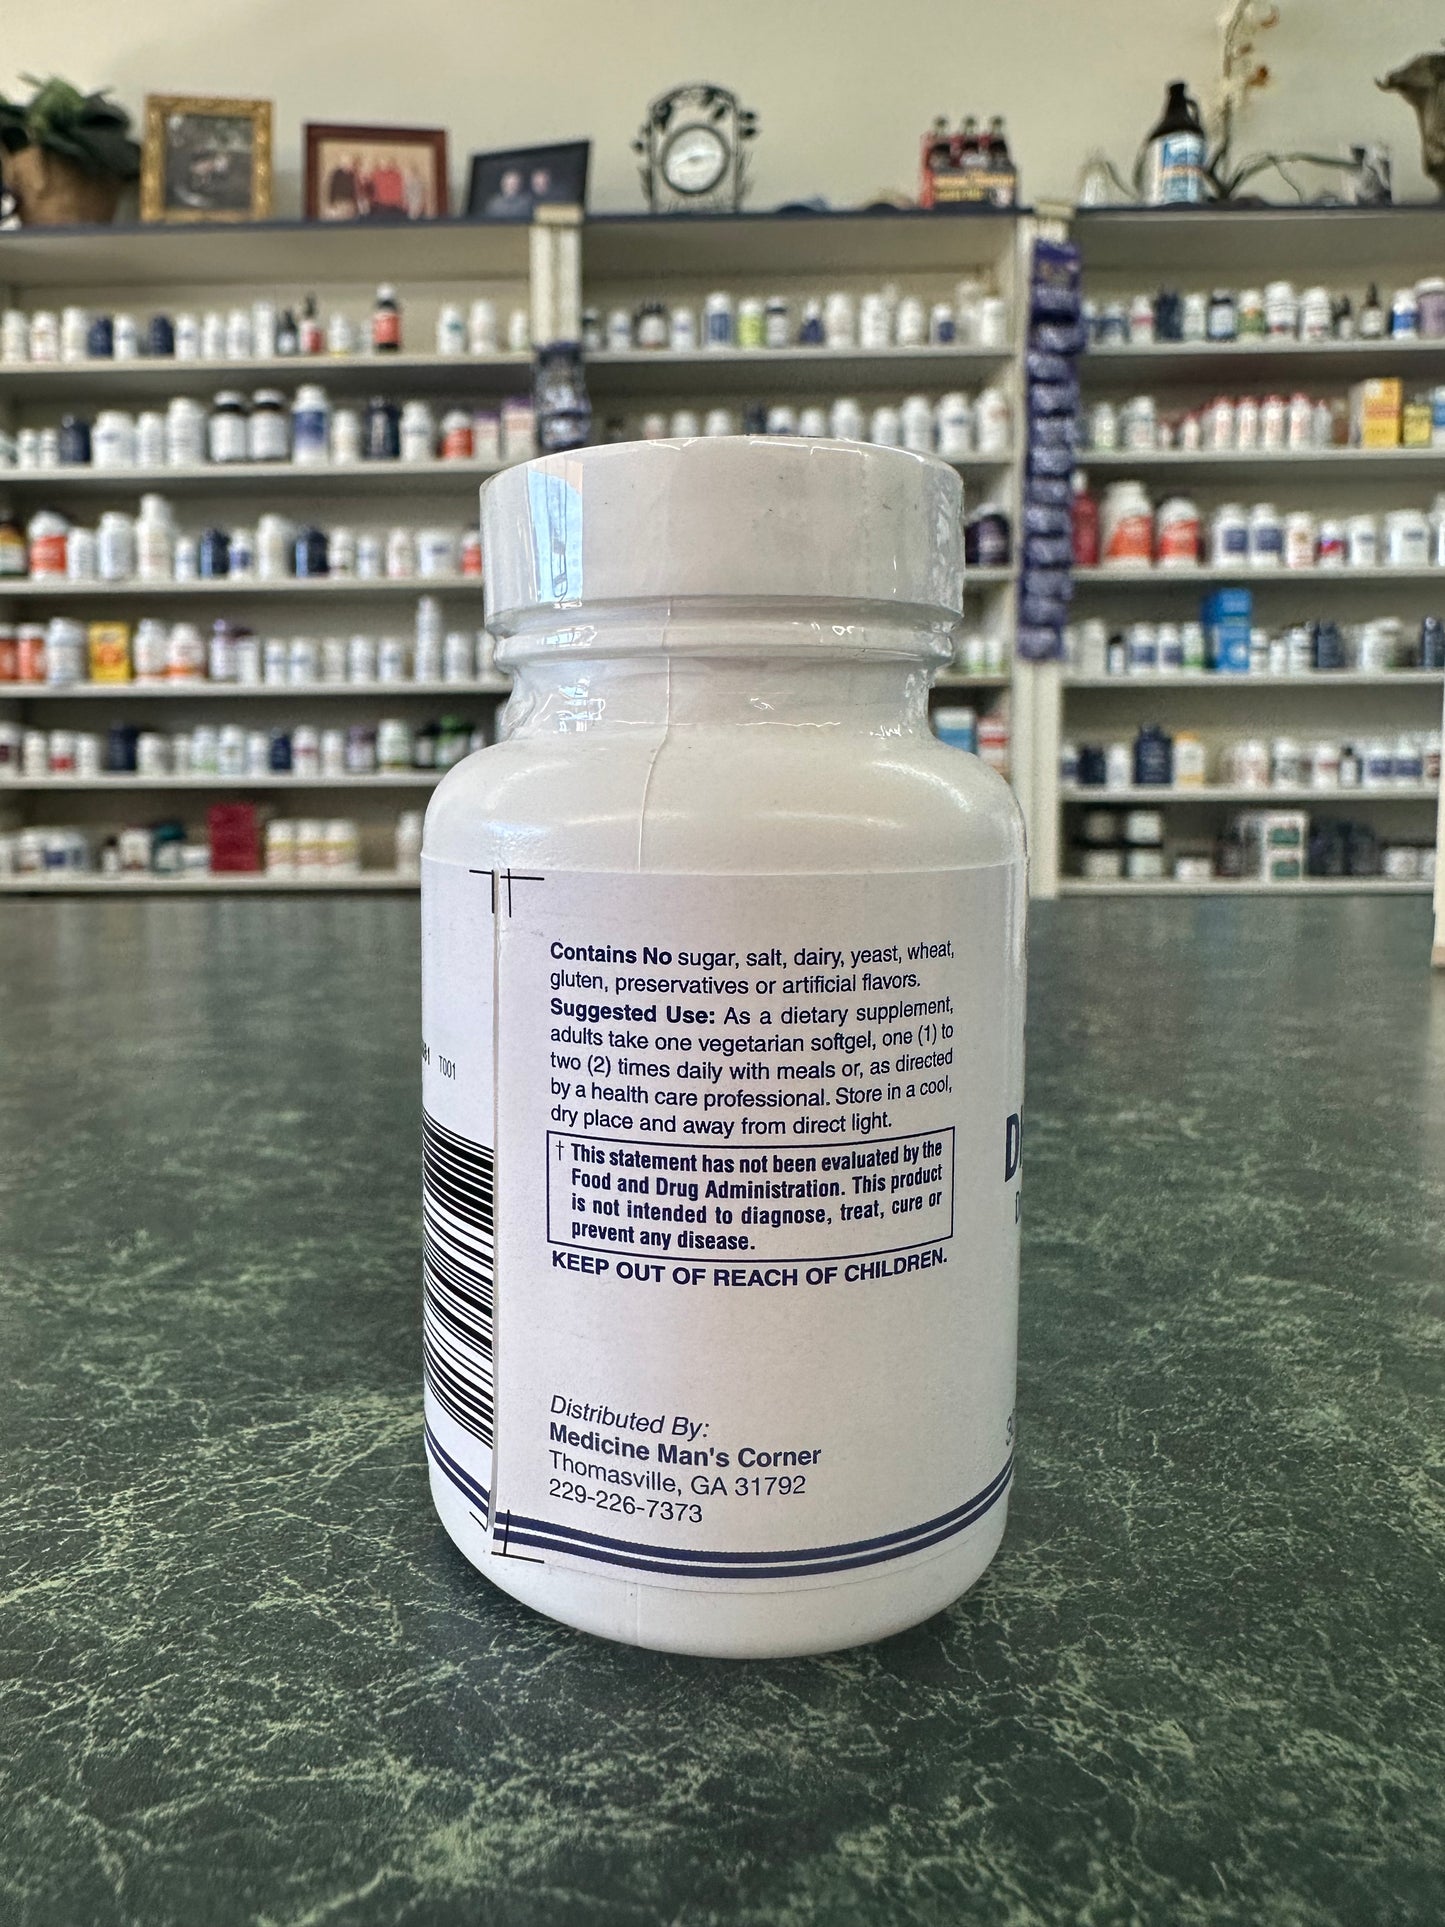 Contains No sugar, salt, dairy, yeast, wheat,
gluten, preservatives or artificial flavors.
Suggested Use: As a dietary supplement,
adults take one vegetarian softgel, one (1) to
two (2) times daily with meals or, as directed
by a health care professional. Store in a cool,
dry place and away from direct light.
† This statement has not been evaluated by the
Food and Drug Administration. This product
is not intended to diagnose, treat, cure or
prevent any disease.
KEEP OUT OF REACH OF CHILDREN.
Distributed By:
Medicine Man's Corner
Thomasville, GA 31792
229-226-7373
T001